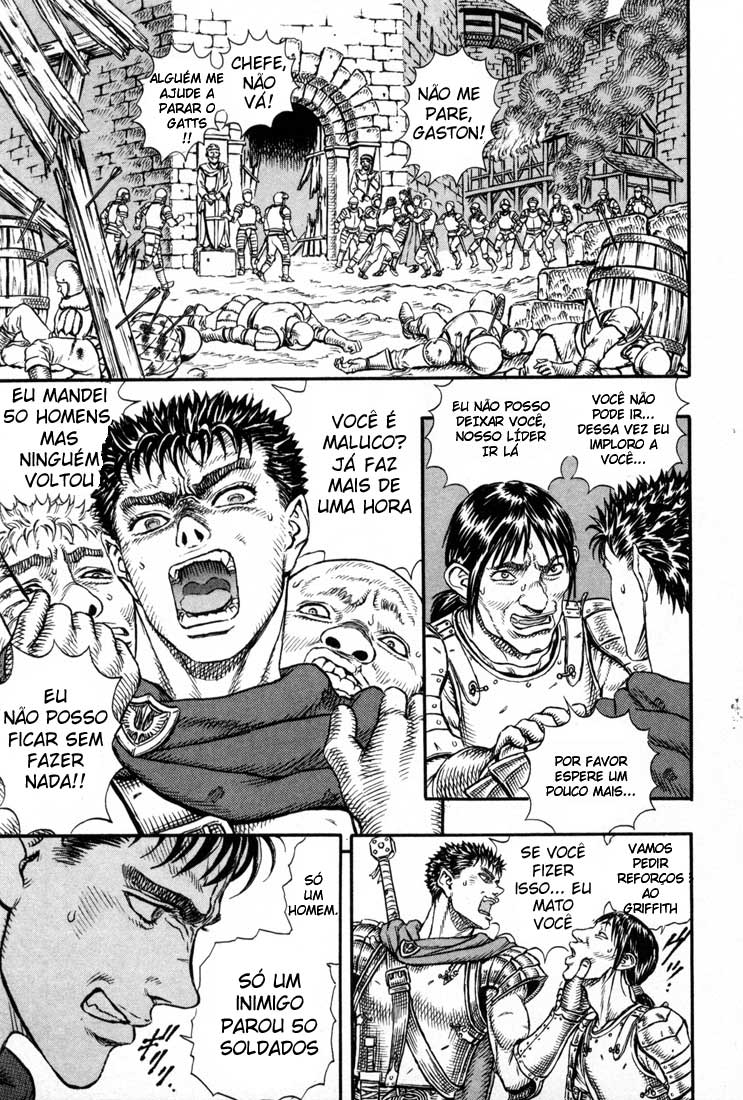 NÃO ME
PARE,
GASTON!
CHEFE,
NÃO
VÁ!
ALGUÉM ME
AJUDE A
PARAR O
GATTS
!!
VOCÊ NÃO
PODE IR...
DESSA VEZ EU
IMPLORO A
VOCÊ...
EU NÃO POSSO
DEIXAR VOCÊ,
NOSSO LÍDER
IR LÁ
POR FAVOR
ESPERE UM
POUCO MAIS...
VOCÊ É
MALUCO?
JÁ FAZ
MAIS DE
UMA HORA
EU MANDEI
50 HOMENS,
MAS
NINGUÉM
VOLTOU
EU
NÃO POSSO
FICAR SEM
FAZER
NADA!!
VAMOS
PEDIR
REFORÇOS
AO
GRIFFITH
SE VOCÊ
FIZER
ISSO... EU
MATO
VOCÊ
SÓ
UM
HOMEM.
SÓ UM
INIMIGO
PAROU 50
SOLDADOS